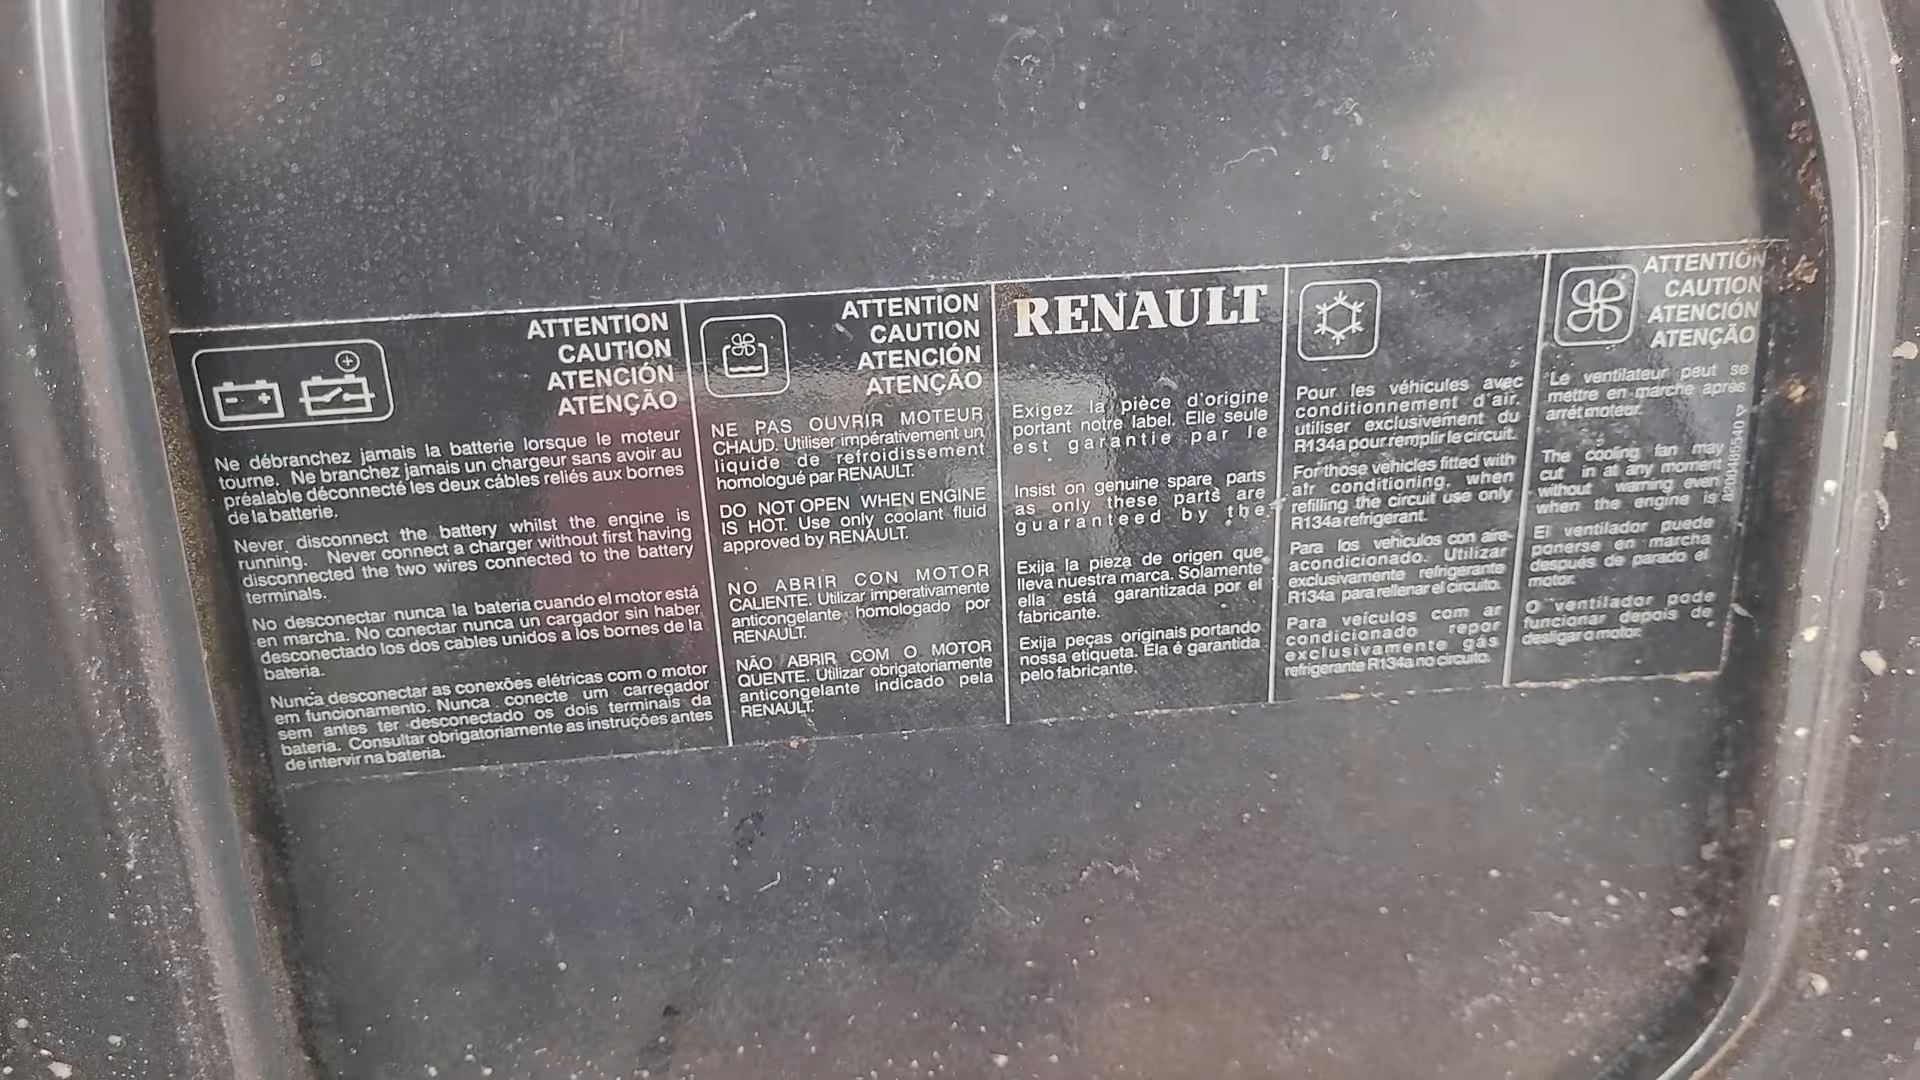 ATTENTION
CAUTION
ATENCIÓN
ATENÇÃO
Ne débranchez jamais la batterie lorsque le moteur
tourne. Ne branchez jamais un chargeur sans avoir au
préalable déconnecté les deux câbles reliés aux bornes
de la batterie.
Never disconnect the battery whilst the engine is
running. Never connect a charger without first having
disconnected the two wires connected to the battery
terminals.
No desconectar nunca la bateria cuando el motor está
en marcha. No conectar nunca un cargador sin haber
desconectado los dos cables unidos a los bornes de la
bateria.
Nunca desconectar as conexões elétricas com o motor
em funcionamento. Nunca conecte um carregador
sem antes ter desconectado os dois terminais da
bateria. Consultar obrigatoriamente as instruções antes
de intervir na bateria.
ATTENTION
CAUTION
ATENCIÓN
ATENÇÃO
NE PAS OUVRIR MOTEUR
CHAUD. Utiliser impérativement un
liquide de refroidissement
homologué par RENAULT.
DO NOT OPEN WHEN ENGINE
IS HOT. Use only coolant fluid
approved by RENAULT.
NO ABRIR CON MOTOR
CALIENTE. Utilizar imperativamente
anticongelante homologado por
RENAULT.
NÃO ABRIR COM O MOTOR
QUENTE. Utilizar obrigatoriamente
anticongelante indicado pela
RENAULT.
RENAULT
Exigez la pièce d'origine
portant notre label. Elle seule
est garantie par le
Insist on genuine spare parts
as only these parts are
guaranteed by the
Exija la pieza de origen que
lleva nuestra marca. Solamente
ella está garantizada por el
fabricante.
Exija peças originais portando
nossa etiqueta. Ela é garantida
pelo fabricante.
Pour les véhicules avec
conditionnement d'air,
utiliser exclusivement du
R134a pour remplir le circuit.
For those vehicles fitted with
air conditioning, when
refilling the circuit use only
R134a refrigerant.
Para los vehiculos con aire
acondicionado. Utilizar
exclusivamente refrigerante
R134a para rellenar el circuito.
Para veículos com ar
condicionado repor
exclusivamente gás
refrigerante R134a no circuito.
ATTENTION
CAUTION
ATENCIÓN
ATENÇÃO
Le ventilateur peut se
mettre en marche après
arrét moteur.
The cooling fan may
cut in at any moment
without warning even
when the engine is
El ventilador puede
ponerse en marcha
después de parado el
motor.
O ventilador pode
funcionar depois de
desligar o motor.
8200485540